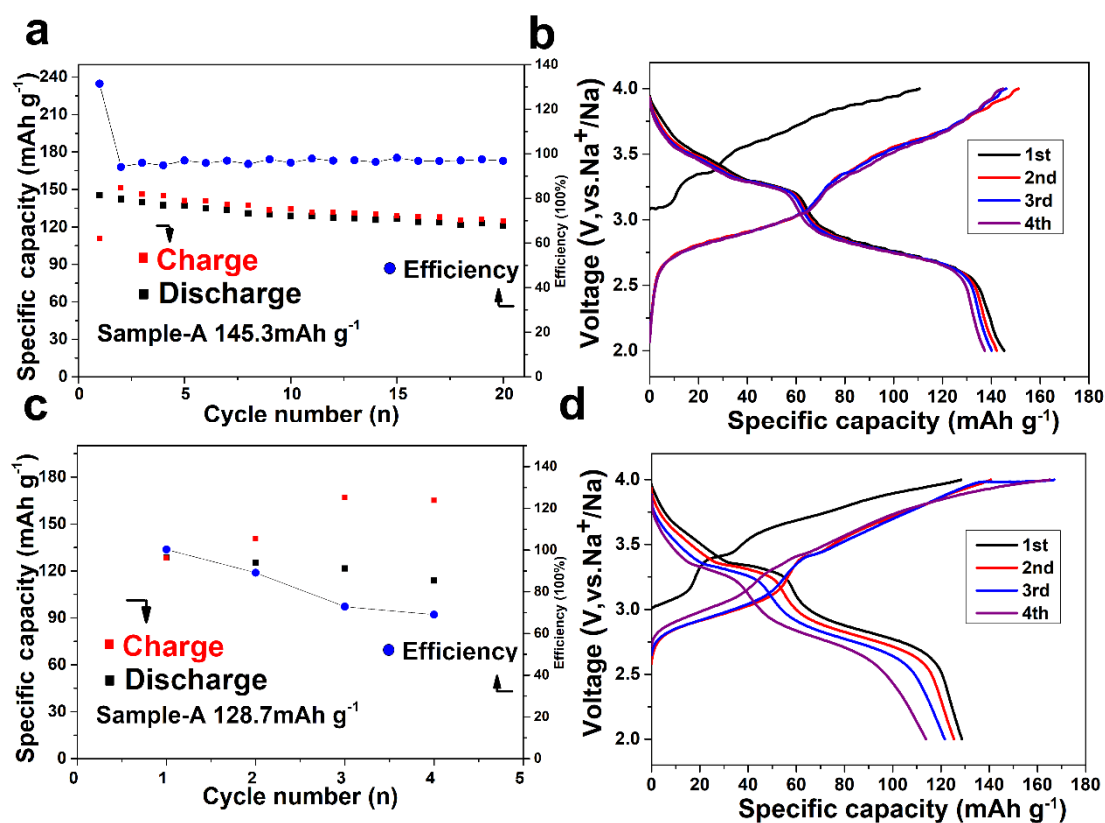 a
240
210
180
150
120
90
60
30
0
140
120
100
80
60
40
20
0
5
10
15
20
Specific capacity (mAh g⁻¹)
Efficiency (100%)
Charge
Discharge
Efficiency
Sample-A 145.3mAh g⁻¹
Cycle number (n)
b
4.0
3.5
3.0
2.5
2.0
0 20 40 60 80 100 120 140 160 180
Voltage (V,vs.Na⁺/Na)
1st
2nd
3rd
4th
Specific capacity (mAh g⁻¹)
c
180
150
120
90
60
30
0
140
120
100
80
60
40
20
0
0 1 2 3 4 5
Specific capacity (mAh g⁻¹)
Efficiency (100%)
Charge
Discharge
Efficiency
Sample-A 128.7mAh g⁻¹
Cycle number (n)
d
4.0
3.5
3.0
2.5
2.0
0 20 40 60 80 100 120 140 160 180
Voltage (V,vs.Na⁺/Na)
1st
2nd
3rd
4th
Specific capacity (mAh g⁻¹)